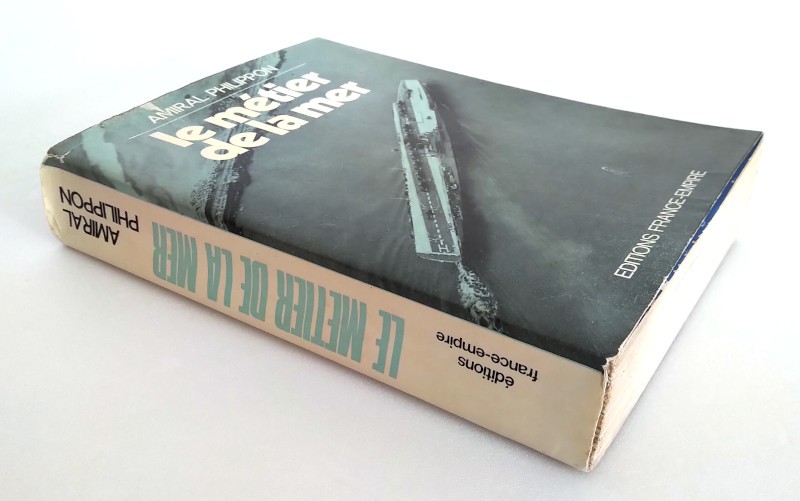 AMIRAL PHILIPPON
le métier
de la mer
EDITIONS FRANCE-EMPIRE
AMIRAL
PHILIPPON
LE METIER DE LA MER
éditions
france-empire